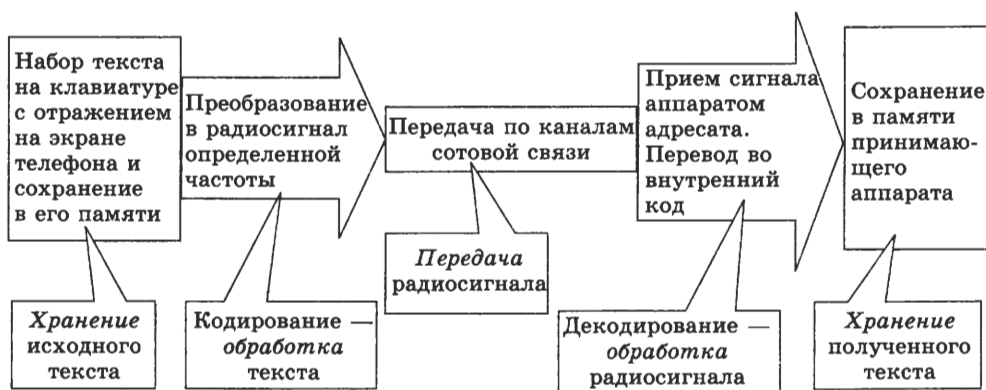 Набор текста
на клавиатуре
с отражением
на экране
телефона и
сохранение
в его памяти
Преобразование
в радиосигнал
определенной
частоты
Передача по каналам
сотовой связи
Прием сигнала
аппаратом
адресата.
Перевод во
внутренний
код
Сохранение
в памяти
принимаю-
щего
аппарата
Хранение
исходного
текста
Кодирование —
обработка
текста
Передача
радиосигнала
Декодирование —
обработка
радиосигнала
Хранение
полученного
текста